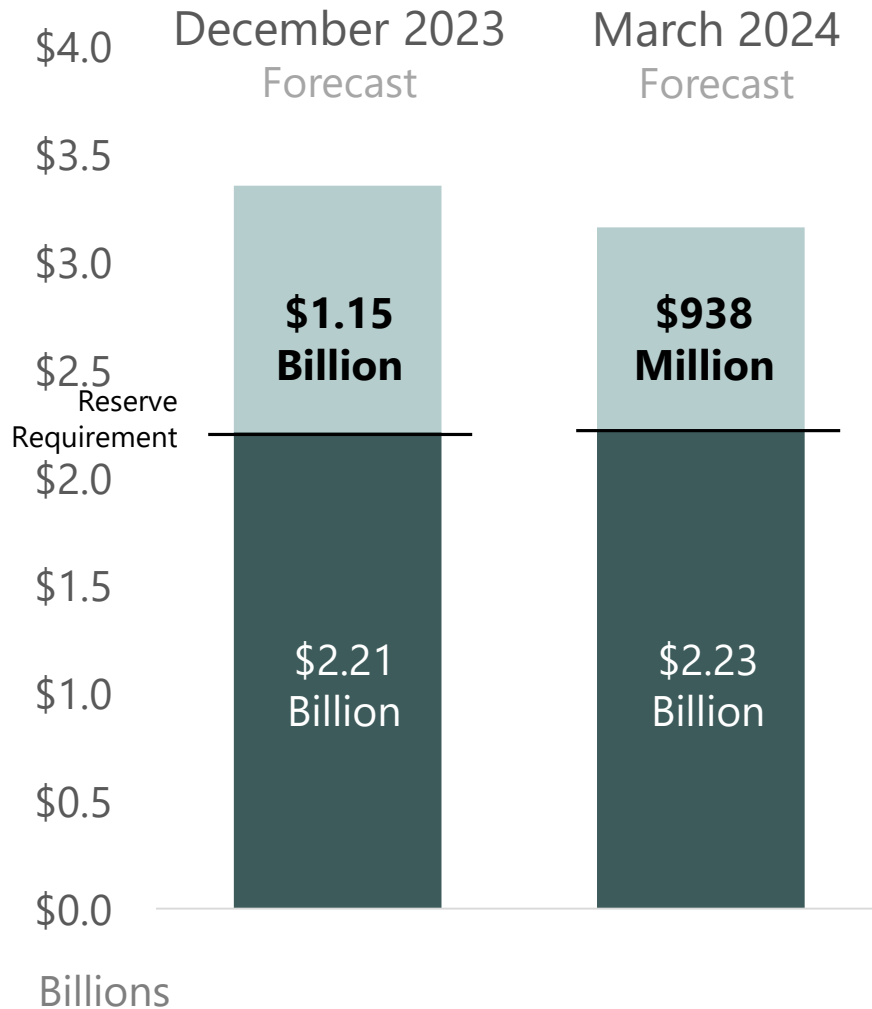 December 2023
Forecast
March 2024
Forecast
$4.0
$3.5
$3.0
$2.5
Reserve
Requirement
$2.0
$1.5
$1.0
$0.5
$0.0
Billions
$1.15
Billion
$938
Million
$2.21
Billion
$2.23
Billion